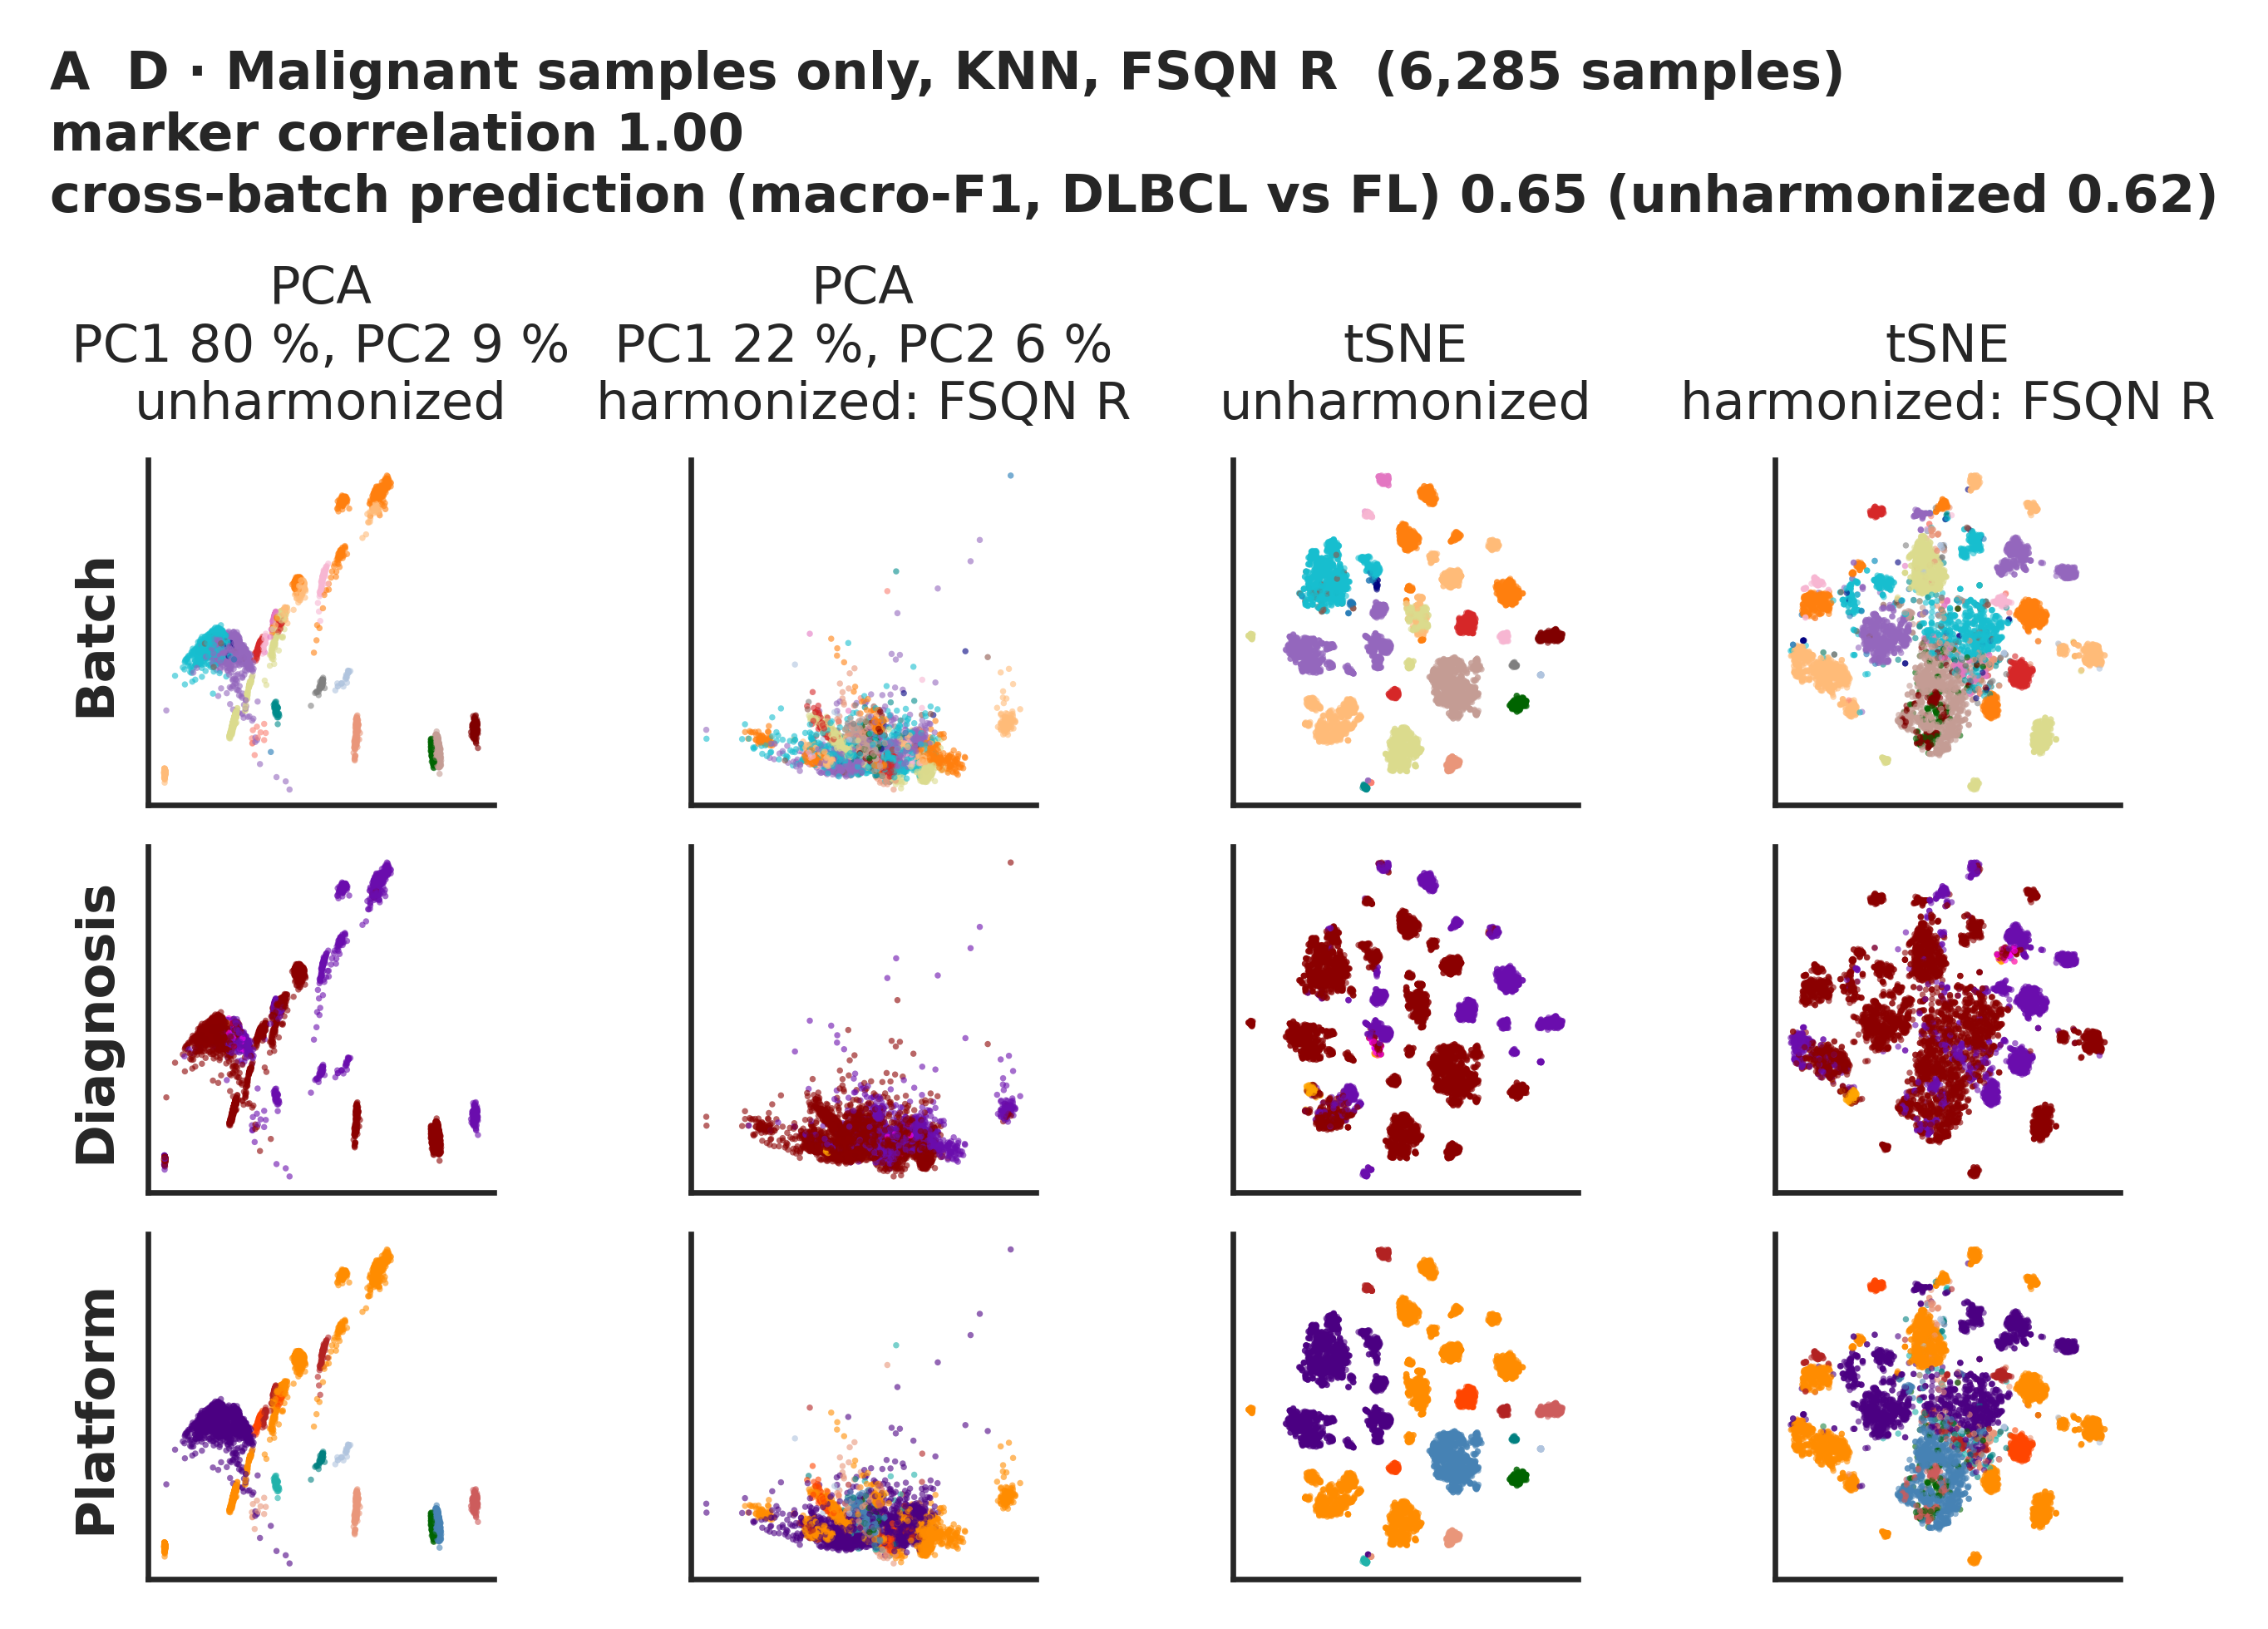 A  D · Malignant samples only, KNN, FSQN R  (6,285 samples)
marker correlation 1.00
cross-batch prediction (macro-F1, DLBCL vs FL) 0.65 (unharmonized 0.62)
PCA
PC1 80 %, PC2 9 %
unharmonized
PCA
PC1 22 %, PC2 6 %
harmonized: FSQN R
tSNE
unharmonized
tSNE
harmonized: FSQN R
Batch
Diagnosis
Platform